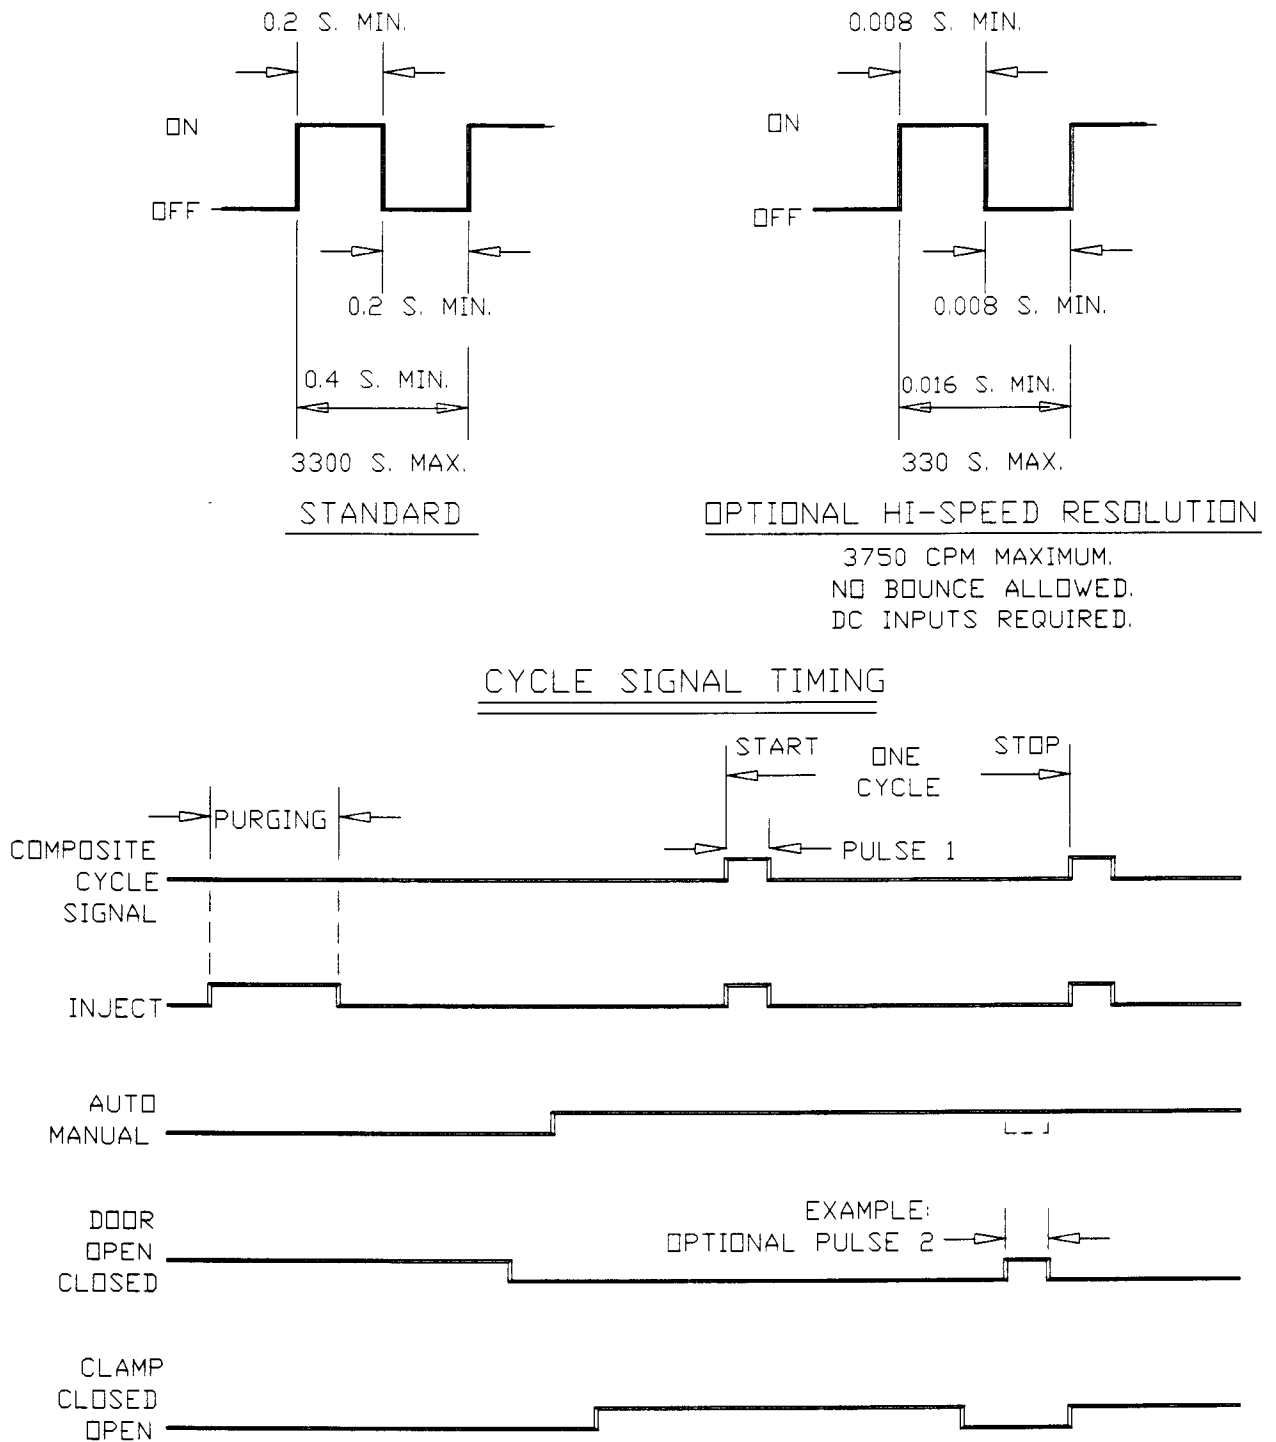 0.2 S. MIN.
ON
OFF
0.2 S. MIN.
0.4 S. MIN.
3300 S. MAX.
STANDARD
0.008 S. MIN.
ON
OFF
0.008 S. MIN.
0.016 S. MIN.
330 S. MAX.
OPTIONAL HI-SPEED RESOLUTION
3750 CPM MAXIMUM.
NO BOUNCE ALLOWED.
DC INPUTS REQUIRED.
CYCLE SIGNAL TIMING
START
ONE
CYCLE
STOP
PURGING
PULSE 1
COMPOSITE
CYCLE
SIGNAL
INJECT
AUTO
MANUAL
EXAMPLE:
OPTIONAL PULSE 2
DOOR
OPEN
CLOSED
CLAMP
CLOSED
OPEN